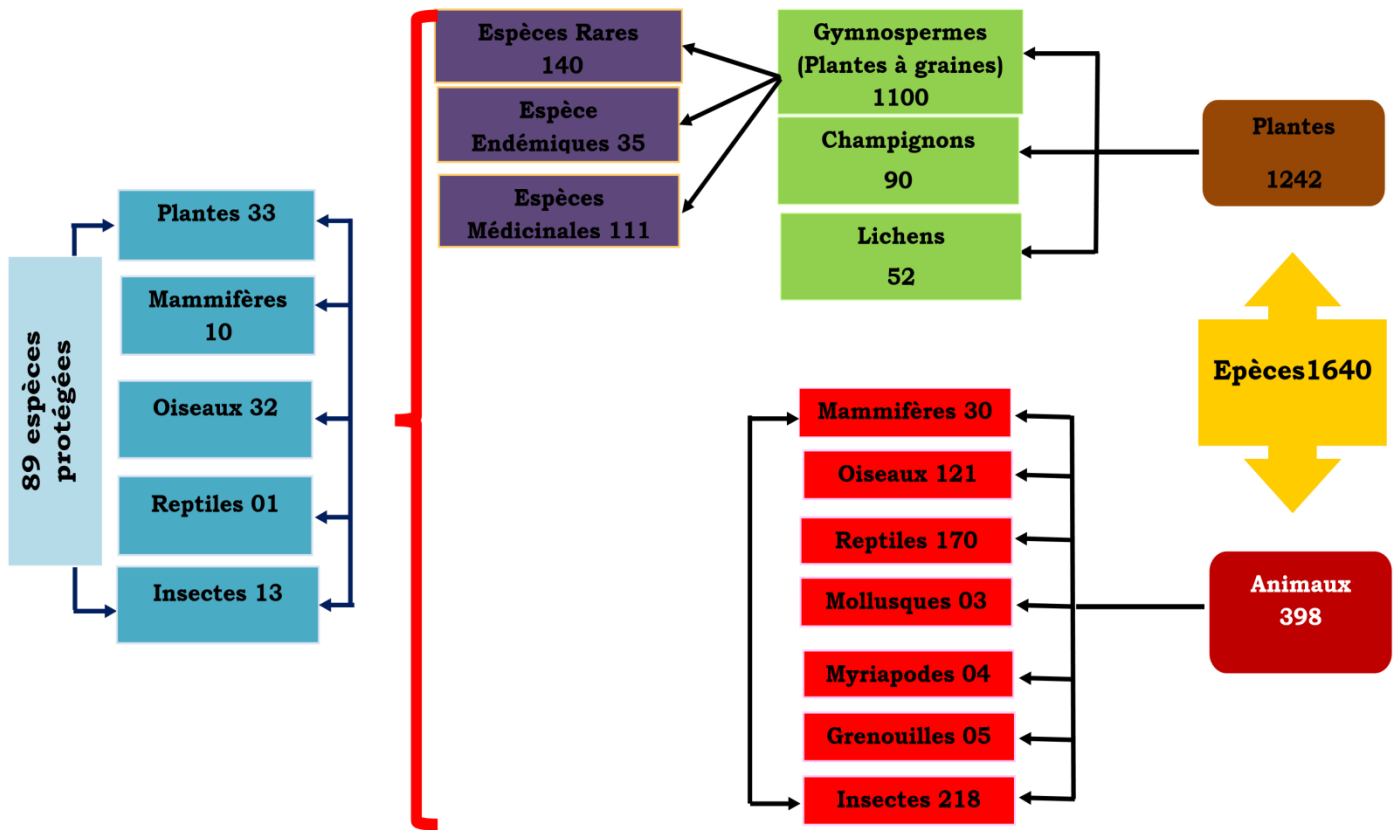 Espèces Rares
140
Espèce
Endémiques 35
Espèces
Médicinales 111
Gymnospermes
(Plantes à graines)
1100
Champignons
90
Lichens
52
Plantes
1242
Epèces1640
Animaux
398
Mammifères 30
Oiseaux 121
Reptiles 170
Mollusques 03
Myriapodes 04
Grenouilles 05
Insectes 218
89 espèces
protégées
Plantes 33
Mammifères
10
Oiseaux 32
Reptiles 01
Insectes 13